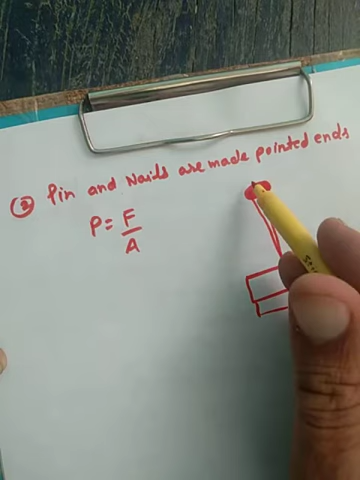 ③ Pin and Nails are made pointed ends
P = F/A